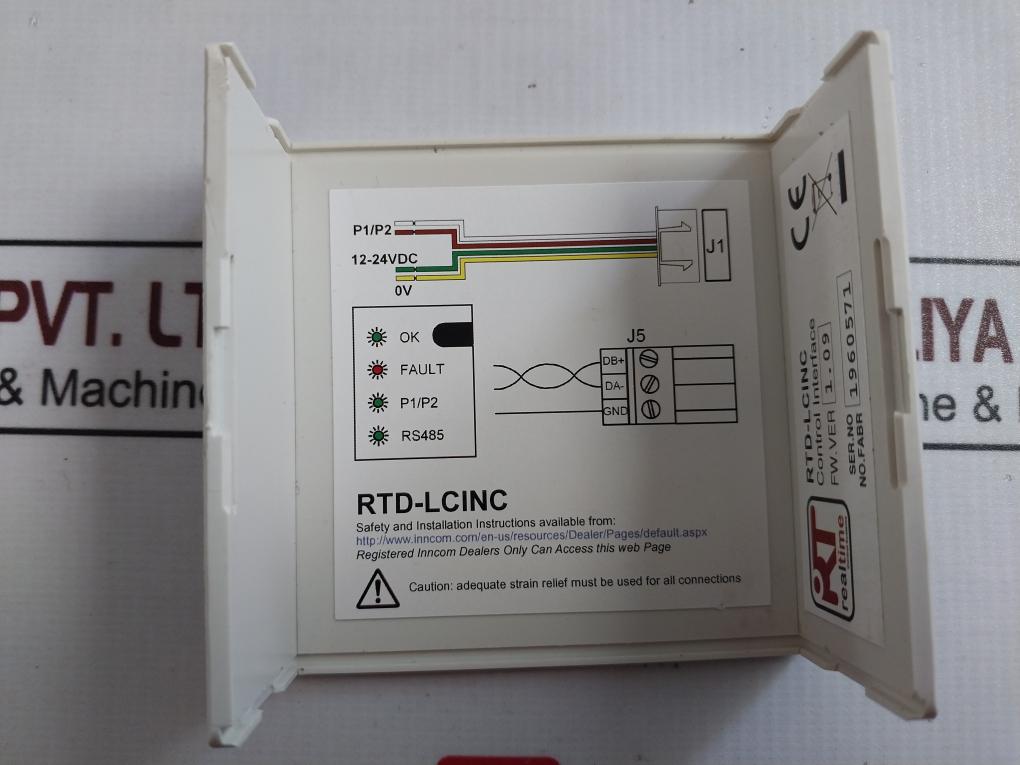 P1/P2
12-24VDC
0V
J1
OK
FAULT
P1/P2
RS485
J5
DB+
DA-
GND
RTD-LCINC
Safety and Installation Instructions available from:
http://www.inncom.com/en-us/resources/Dealer/Pages/default.aspx
Registered Inncom Dealers Only Can Access this web Page
Caution: adequate strain relief must be used for all connections
CE
RTD-LCINC
Control Interface
FW.VER 1.09
SER.NO
NO.FABR 1960571
RT
realtime
PVT. LT
& Machin
IYA
ne &